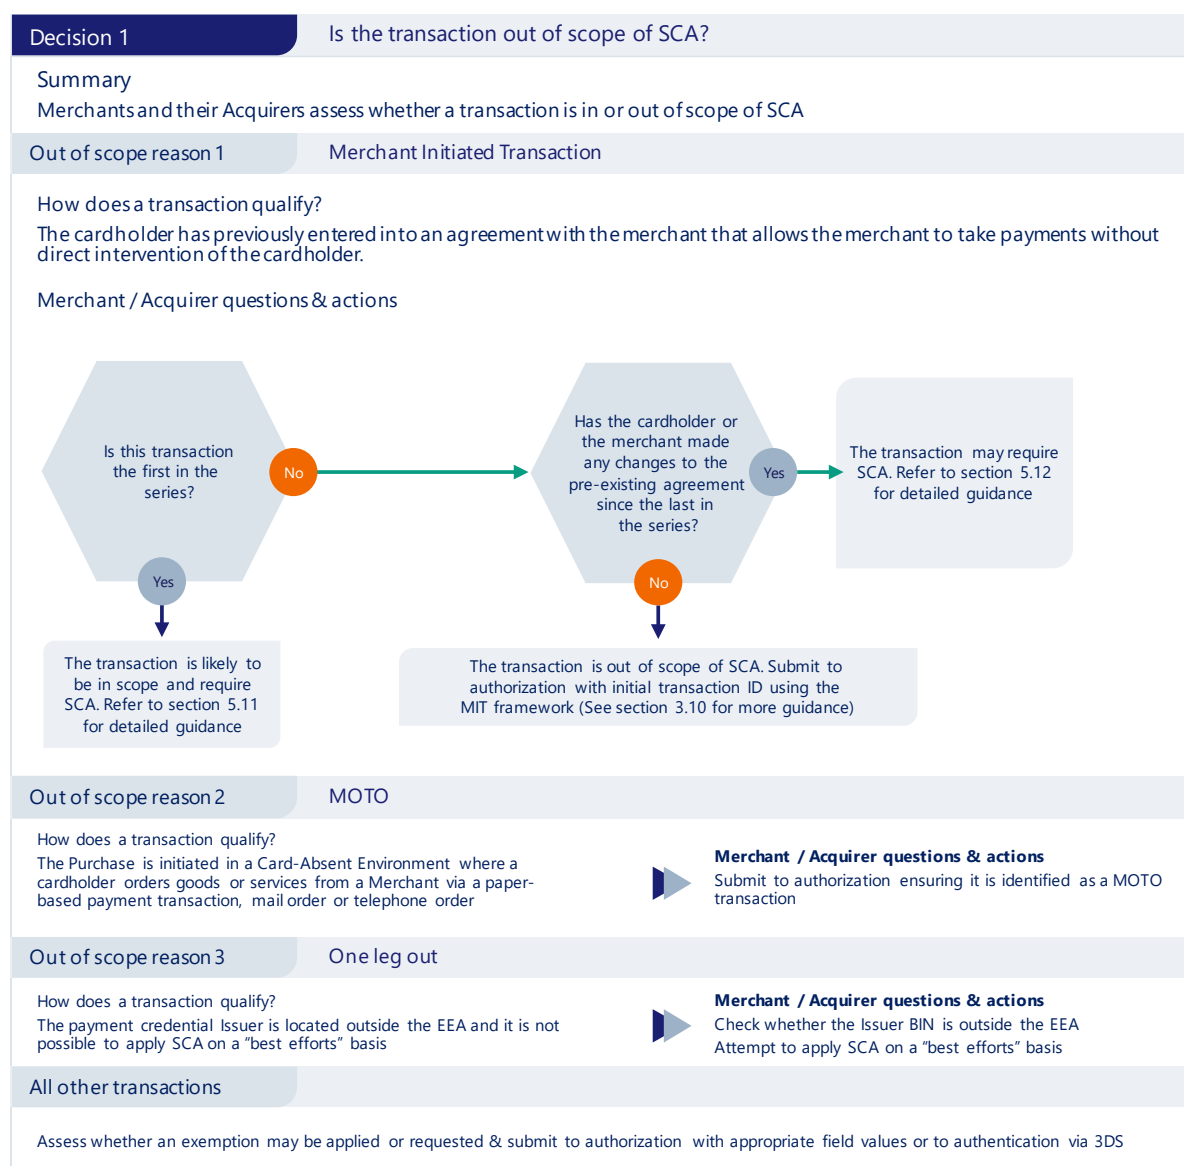 Decision 1
Is the transaction out of scope of SCA?
Summary
Merchants and their Acquirers assess whether a transaction is in or out of scope of SCA
Out of scope reason 1
Merchant Initiated Transaction
How does a transaction qualify?
The cardholder has previously entered into an agreement with the merchant that allows the merchant to take payments without
direct intervention of the cardholder.
Merchant / Acquirer questions & actions
Is this transaction
the first in the
series?
No
Has the cardholder or
the merchant made
any changes to the
pre-existing agreement
since the last in
the series?
Yes
The transaction may require
SCA. Refer to section 5.12
for detailed guidance
Yes
No
The transaction is likely to
be in scope and require
SCA. Refer to section 5.11
for detailed guidance
The transaction is out of scope of SCA. Submit to
authorization with initial transaction ID using the
MIT framework (See section 3.10 for more guidance)
Out of scope reason 2
MOTO
How does a transaction qualify?
The Purchase is initiated in a Card-Absent Environment where a
cardholder orders goods or services from a Merchant via a paper-
based payment transaction, mail order or telephone order
Merchant / Acquirer questions & actions
Submit to authorization ensuring it is identified as a MOTO
transaction
Out of scope reason 3
One leg out
How does a transaction qualify?
The payment credential Issuer is located outside the EEA and it is not
possible to apply SCA on a "best efforts" basis
Merchant / Acquirer questions & actions
Check whether the Issuer BIN is outside the EEA
Attempt to apply SCA on a "best efforts" basis
All other transactions
Assess whether an exemption may be applied or requested & submit to authorization with appropriate field values or to authentication via 3DS